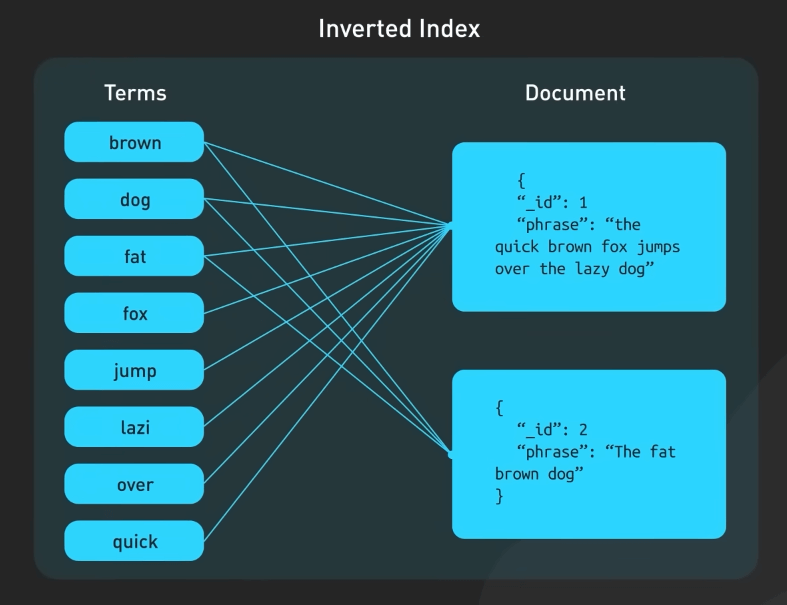 Inverted Index
Terms
Document
brown
dog
fat
fox
jump
lazi
over
quick
{
“_id”: 1
“phrase”: “the
quick brown fox jumps
over the lazy dog”
{
“_id”: 2
“phrase”: “The fat
brown dog”
}